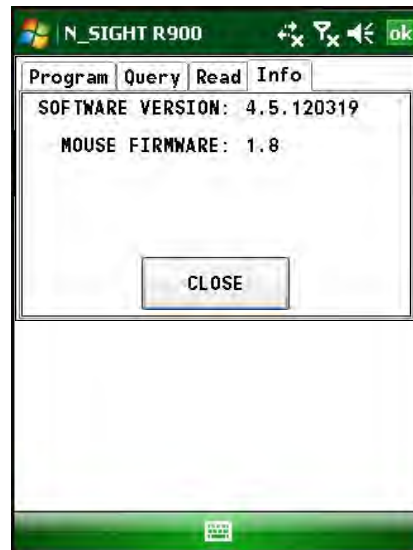 N_SIGHT R900 ok
Program Query Read Info
SOFTWARE VERSION: 4.5.120319
MOUSE FIRMWARE: 1.8
CLOSE